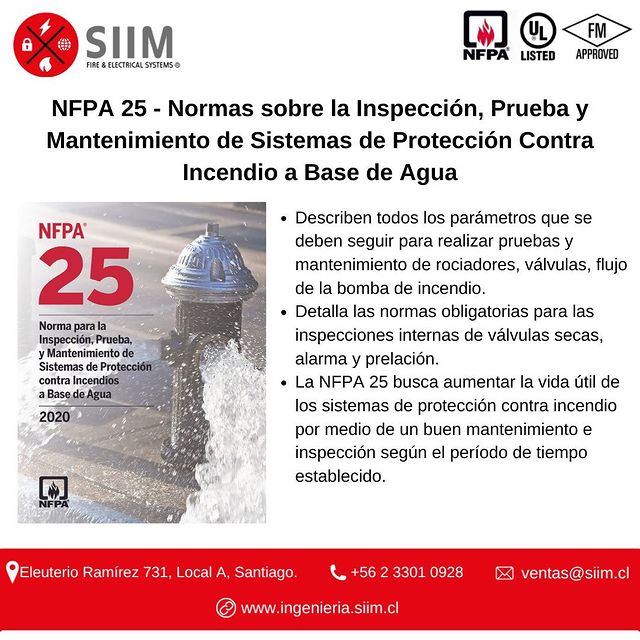 SIIM
FIRE & ELECTRICAL SYSTEMS ®
NFPA®
UL
LISTED
FM
APPROVED
NFPA 25 - Normas sobre la Inspección, Prueba y
Mantenimiento de Sistemas de Protección Contra
Incendio a Base de Agua
NFPA®
25
Norma para la
Inspección, Prueba,
y Mantenimiento de
Sistemas de Protección
contra Incendios
a Base de Agua
2020
NFPA
• Describen todos los parámetros que se
deben seguir para realizar pruebas y
mantenimiento de rociadores, válvulas, flujo
de la bomba de incendio.
• Detalla las normas obligatorias para las
inspecciones internas de válvulas secas,
alarma y prelación.
• La NFPA 25 busca aumentar la vida útil de
los sistemas de protección contra incendio
por medio de un buen mantenimiento e
inspección según el período de tiempo
establecido.
Eleuterio Ramírez 731, Local A, Santiago.
+56 2 3301 0928
ventas@siim.cl
www.ingenieria.siim.cl